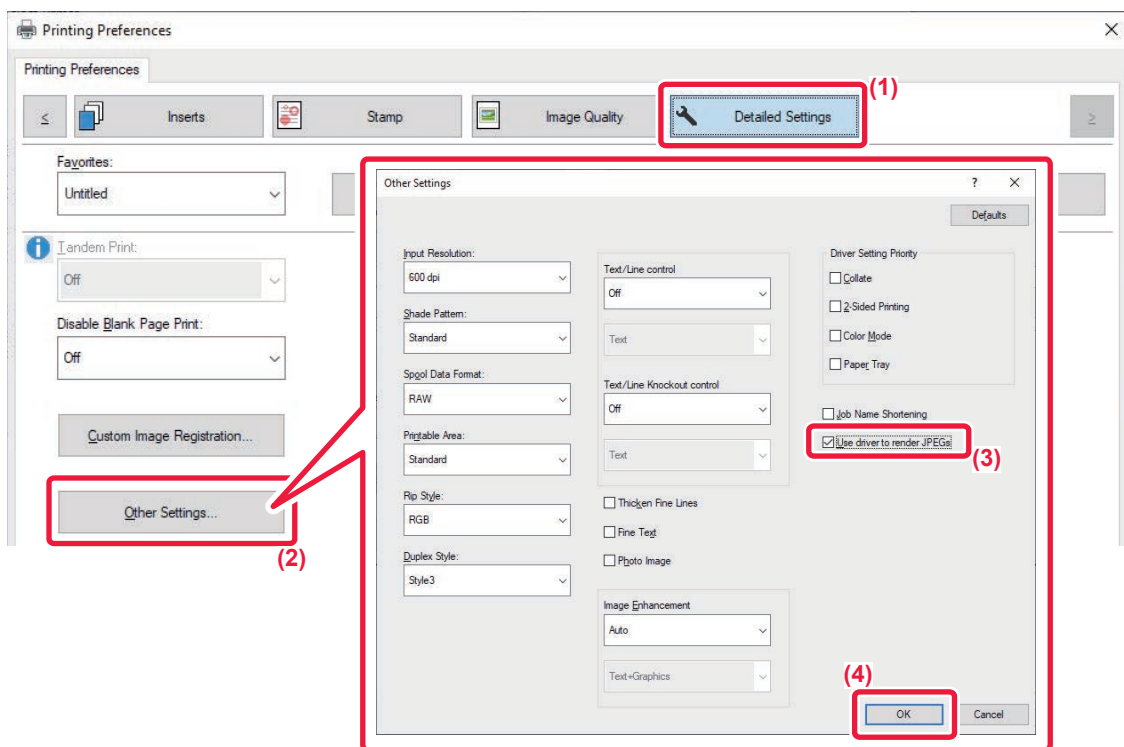 Printing Preferences
Printing Preferences
(1)
≤ Inserts Stamp Image Quality Detailed Settings ≥
Favorites:
Untitled
Tandem Print:
Off
Disable Blank Page Print:
Off
Custom Image Registration...
Other Settings...
(2)
Other Settings ?
Defaults
Input Resolution:
600 dpi
Shade Pattern:
Standard
Spool Data Format:
RAW
Printable Area:
Standard
Rip Style:
RGB
Duplex Style:
Style3
Text/Line control
Off
Text
Text/Line Knockout control
Off
Text
Thicken Fine Lines
Fine Text
Photo Image
Image Enhancement
Auto
Text+Graphics
Driver Setting Priority
Collate
2-Sided Printing
Color Mode
Paper Tray
Job Name Shortening
Use driver to render JPEGs
(3)
(4)
OK Cancel